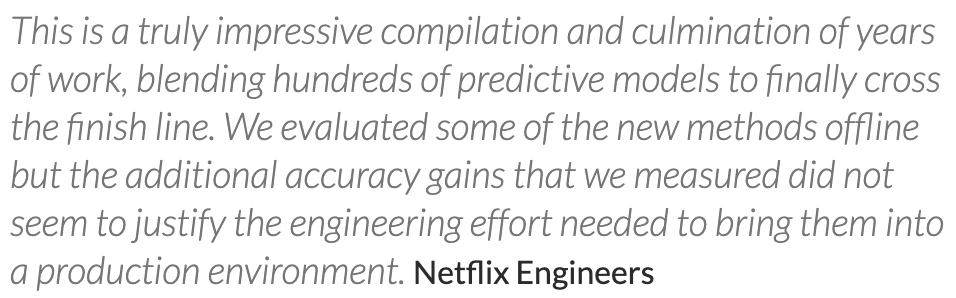 This is a truly impressive compilation and culmination of years
of work, blending hundreds of predictive models to finally cross
the finish line. We evaluated some of the new methods offline
but the additional accuracy gains that we measured did not
seem to justify the engineering effort needed to bring them into
a production environment. Netflix Engineers